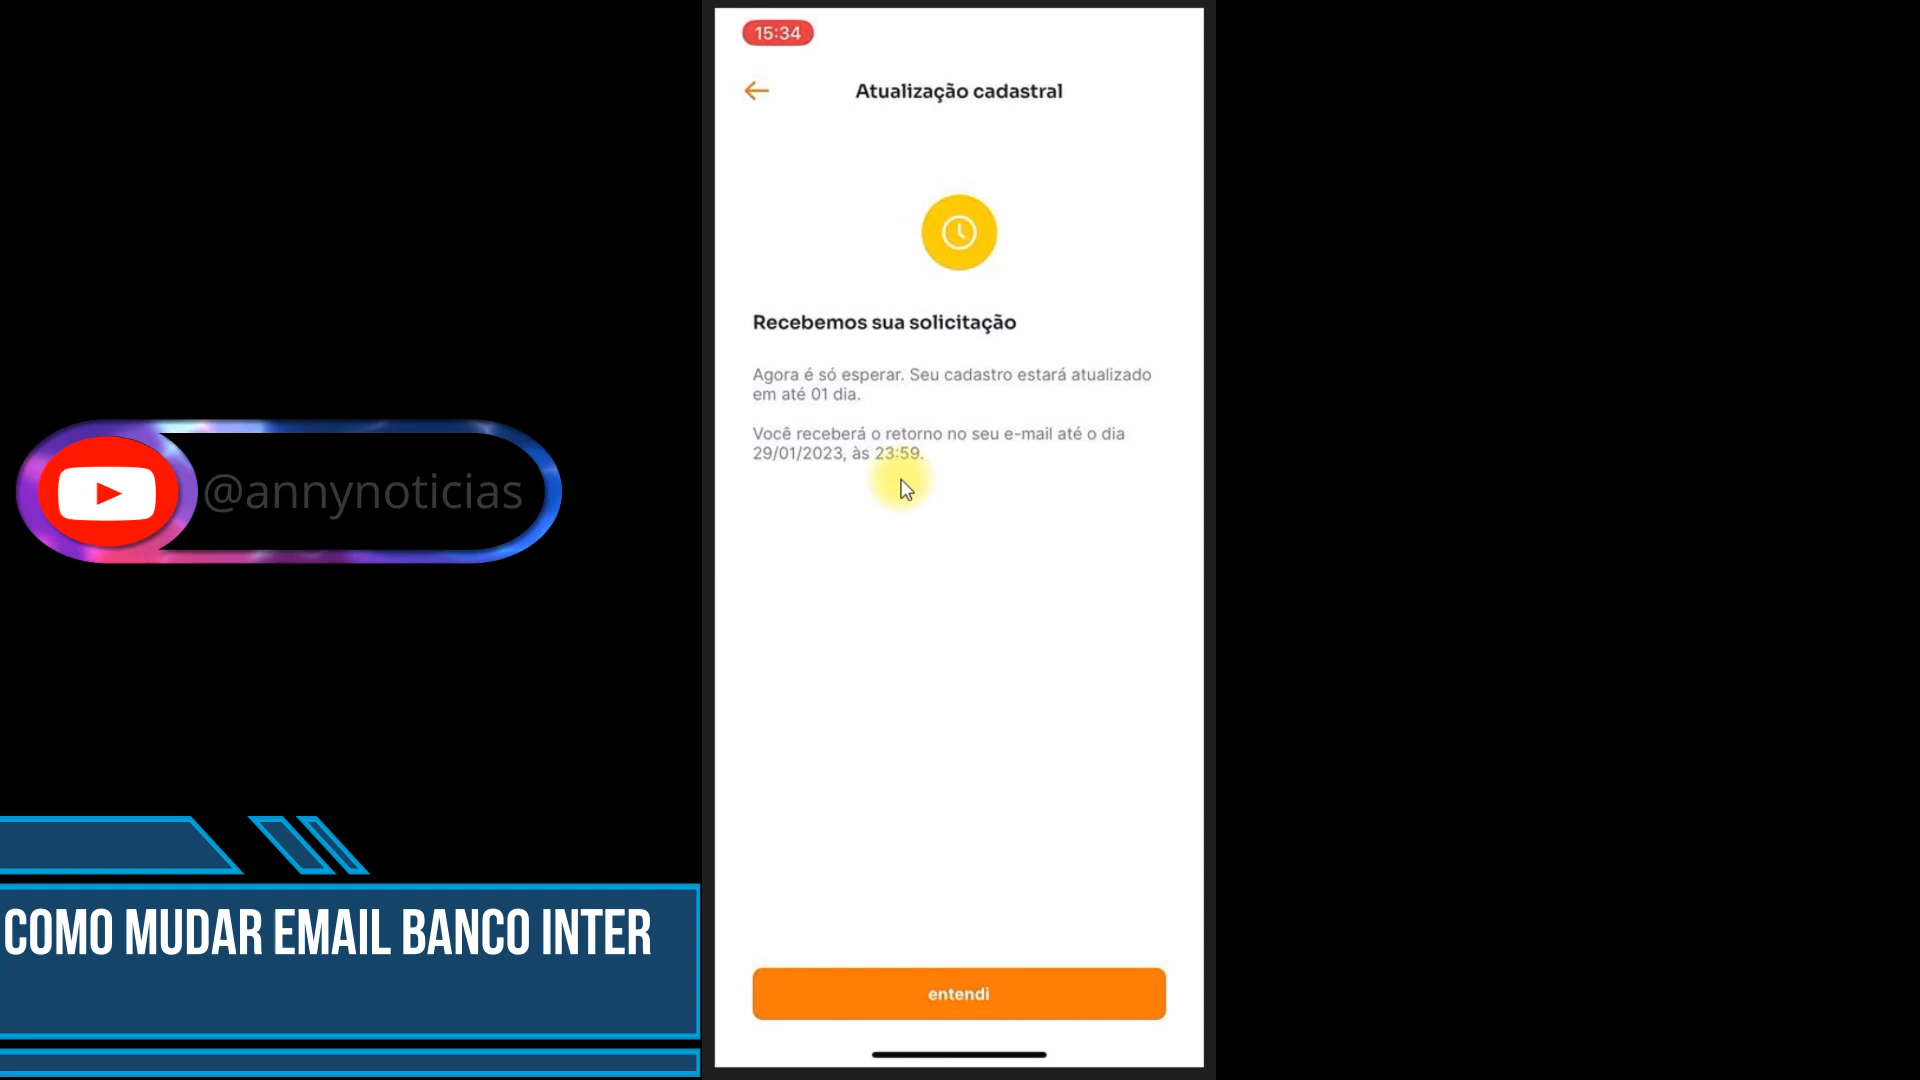 15:34
Atualização cadastral
Recebemos sua solicitação
Agora é só esperar. Seu cadastro estará atualizado
em até 01 dia.
Você receberá o retorno no seu e-mail até o dia
29/01/2023, às 23:59.
@annynoticias
COMO MUDAR EMAIL BANCO INTER
entendi